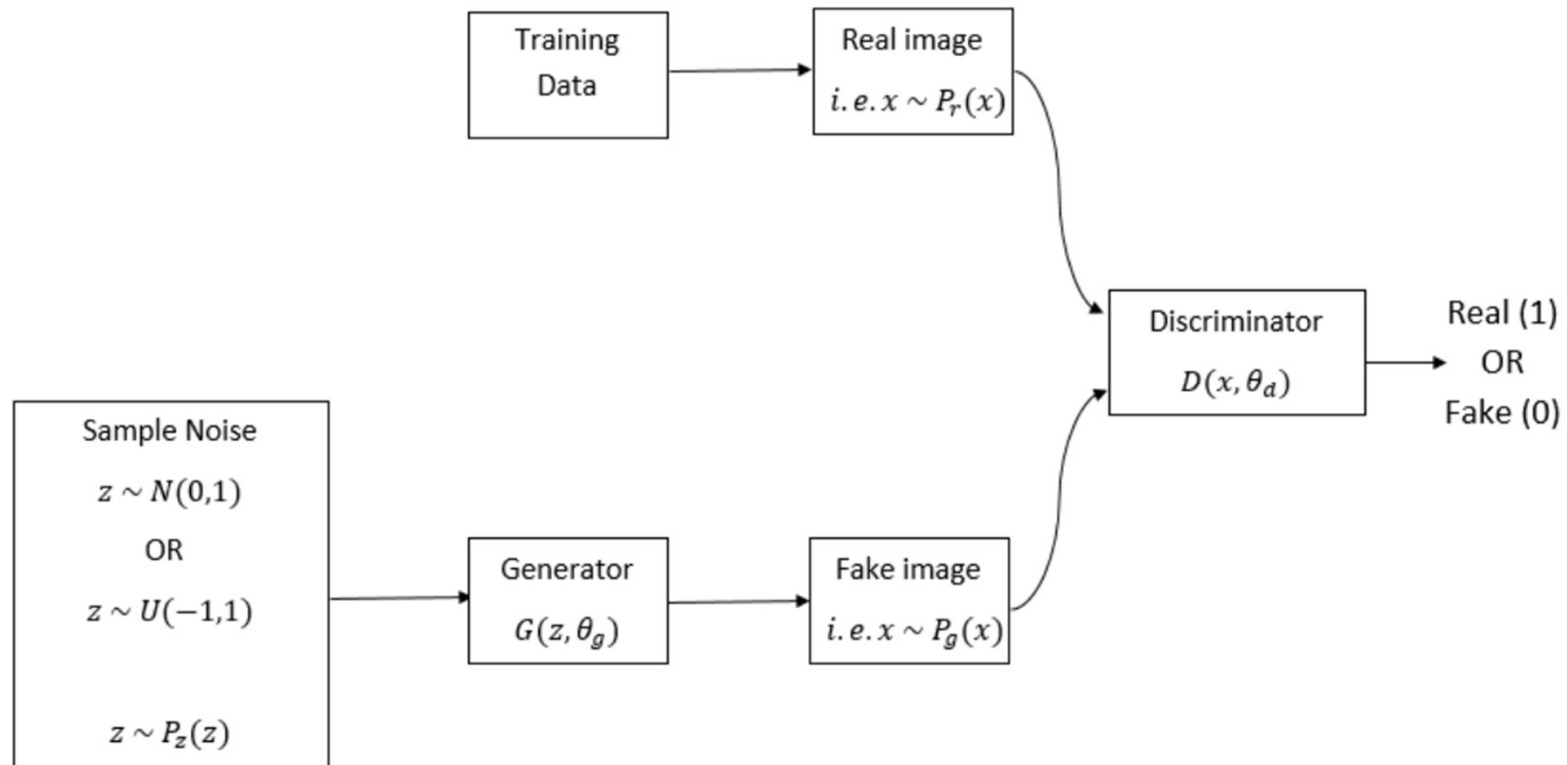 Training
Data
Real image
i.e.x ~ P_r(x)
Discriminator
D(x, θ_d)
Real (1)
OR
Fake (0)
Sample Noise
z ~ N(0,1)
OR
z ~ U(−1,1)
z ~ P_z(z)
Generator
G(z, θ_g)
Fake image
i.e.x ~ P_g(x)